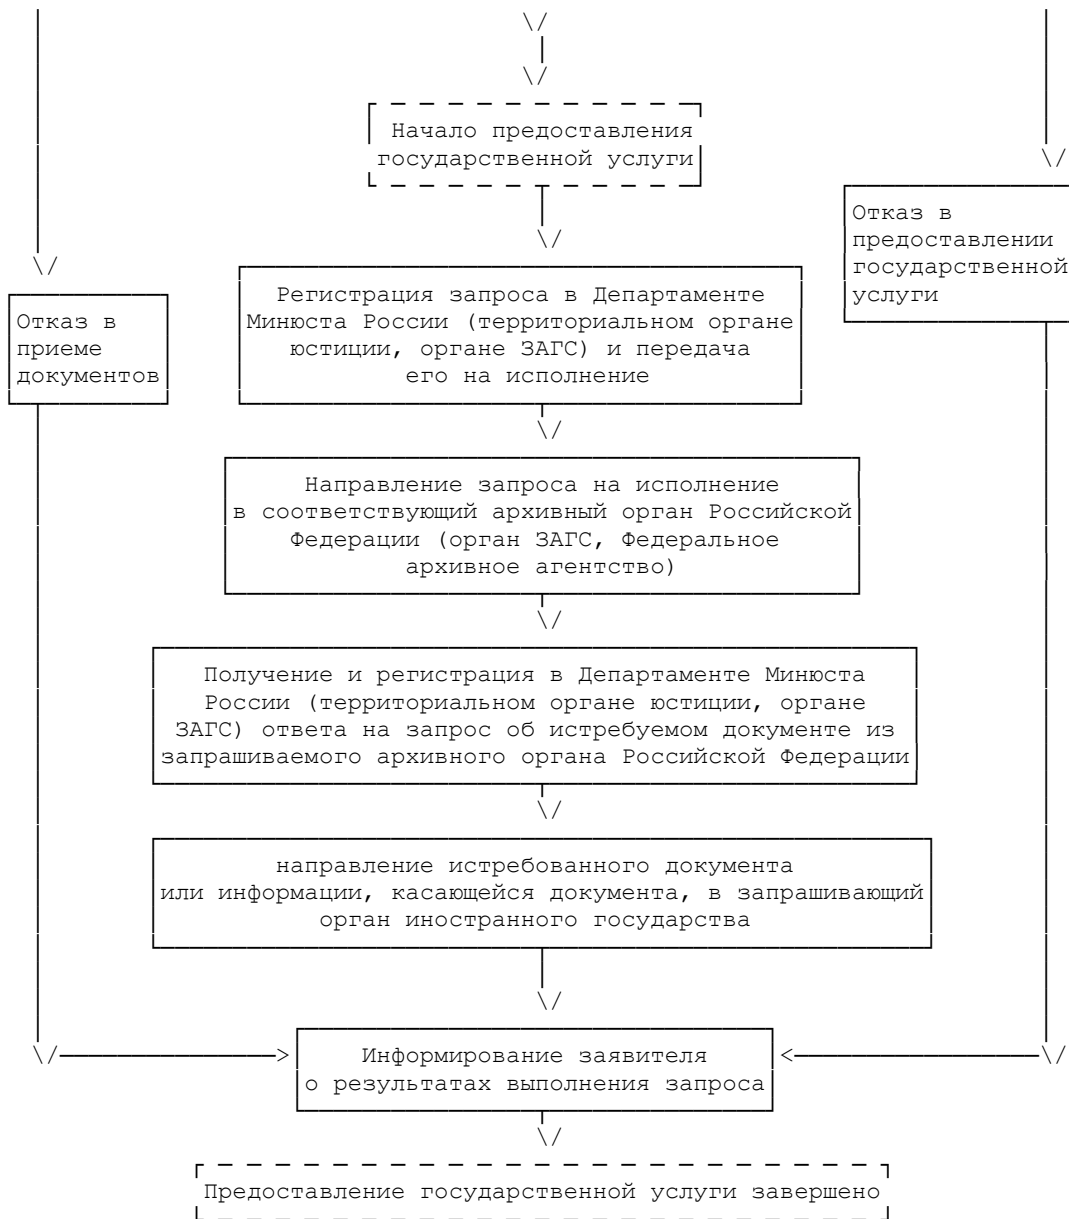 Начало предоставления
государственной услуги
Отказ в
предоставлении
государственной
услуги
Отказ в
приеме
документов
Регистрация запроса в Департаменте
Минюста России (территориальном органе
юстиции, органе ЗАГС) и передача
его на исполнение
Направление запроса на исполнение
в соответствующий архивный орган Российской
Федерации (орган ЗАГС, Федеральное
архивное агентство)
Получение и регистрация в Департаменте Минюста
России (территориальном органе юстиции, органе
ЗАГС) ответа на запрос об истребуемом документе из
запрашиваемого архивного органа Российской Федерации
направление истребованного документа
или информации, касающейся документа, в запрашивающий
орган иностранного государства
Информирование заявителя
о результатах выполнения запроса
Предоставление государственной услуги завершено